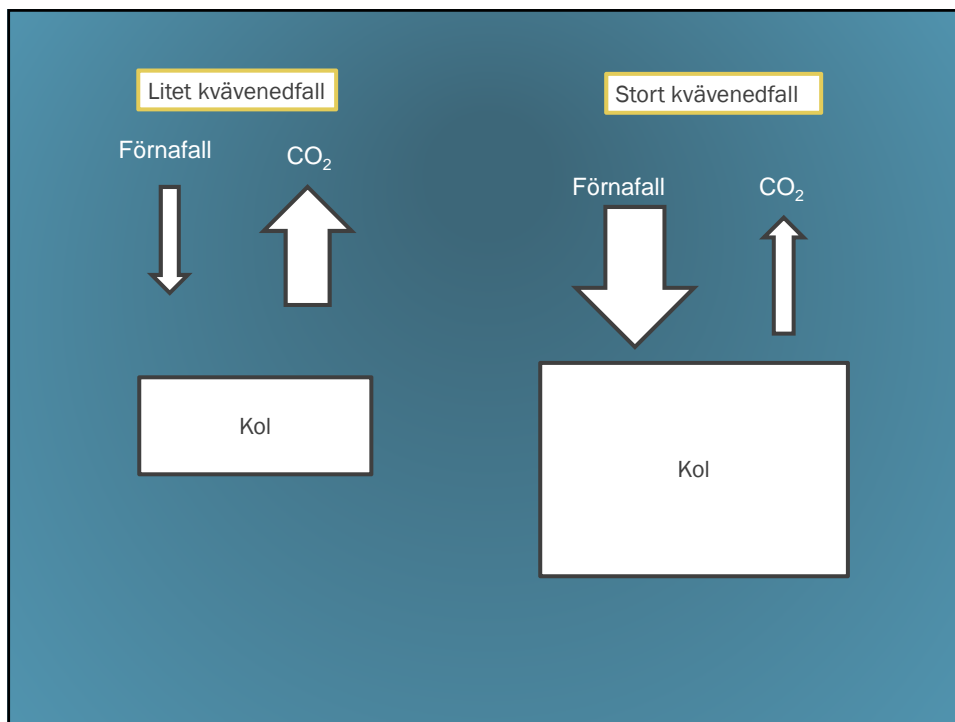 Litet kvävenedfall
Förnafall
CO₂
Kol
Stort kvävenedfall
Förnafall
CO₂
Kol